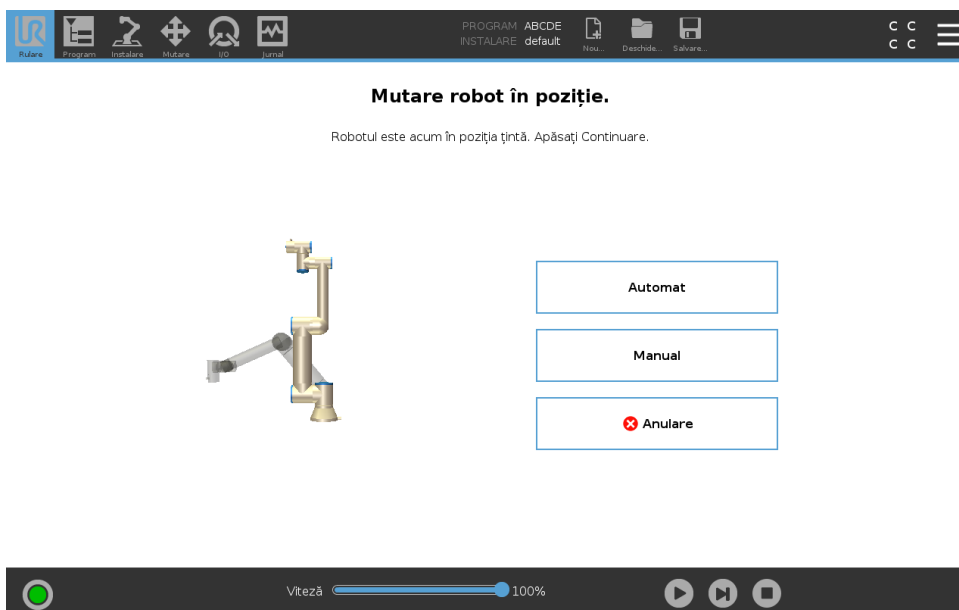 UR
PROGRAM ABCDE
INSTALARE default
C C
C C
Rulare Program Instalare Mutare I/O Jurnal Nou... Deschide... Salvare...
Mutare robot în poziție.
Robotul este acum în poziția țintă. Apăsați Continuare.
Automat
Manual
Anulare
Viteză 100%